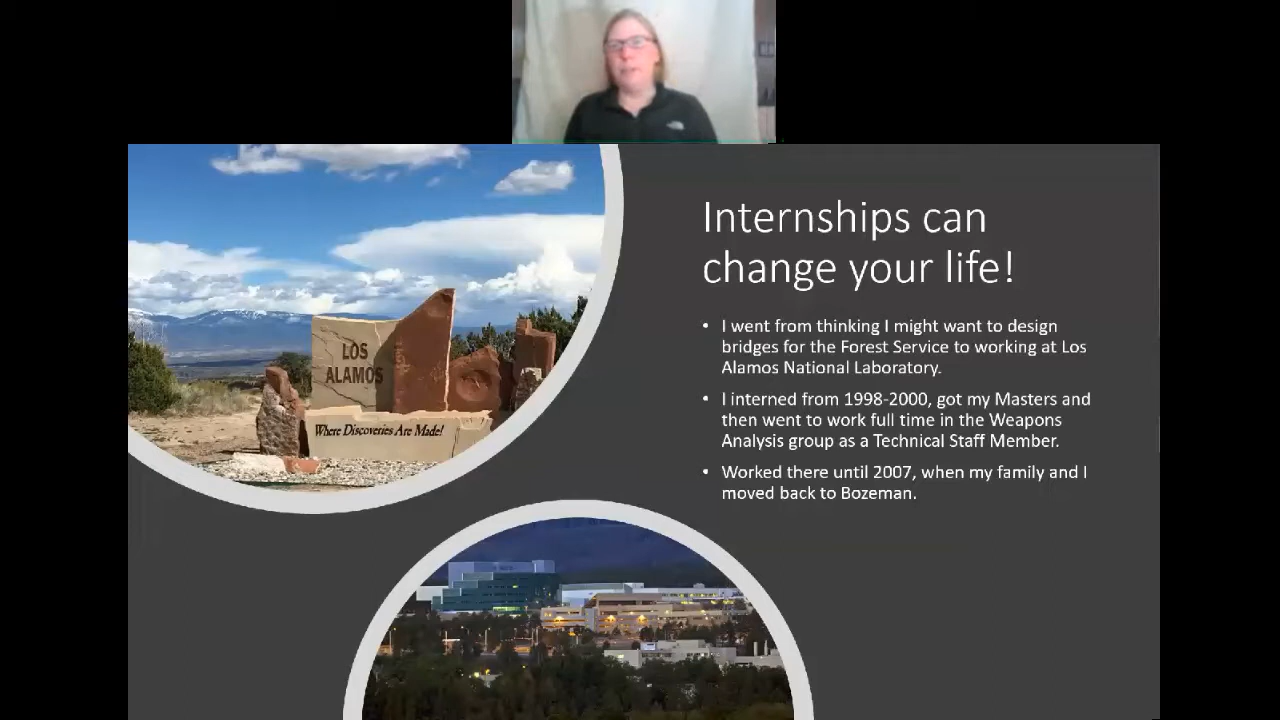 Internships can
change your life!
• I went from thinking I might want to design
bridges for the Forest Service to working at Los
Alamos National Laboratory.
• I interned from 1998-2000, got my Masters and
then went to work full time in the Weapons
Analysis group as a Technical Staff Member.
• Worked there until 2007, when my family and I
moved back to Bozeman.
LOS
ALAMOS
Where Discoveries Are Made!